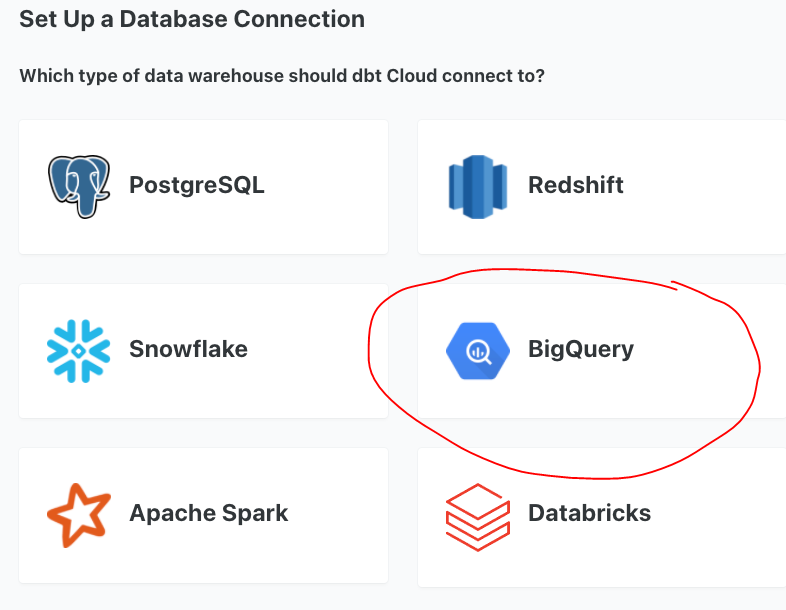 Set Up a Database Connection
Which type of data warehouse should dbt Cloud connect to?
PostgreSQL
Redshift
Snowflake
BigQuery
Apache Spark
Databricks